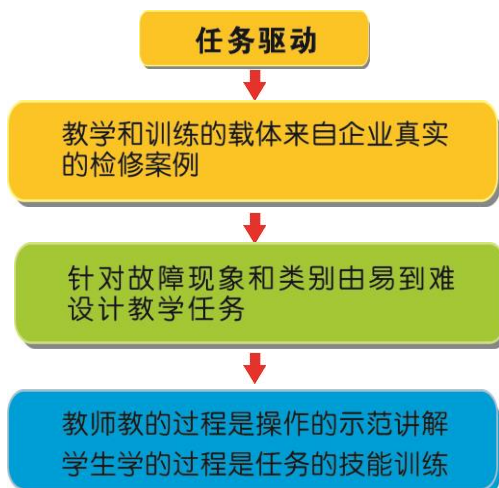 任务驱动
教学和训练的载体来自企业真实
的检修案例
针对故障现象和类别由易到难
设计教学任务
教师教的过程是操作的示范讲解
学生学的过程是任务的技能训练